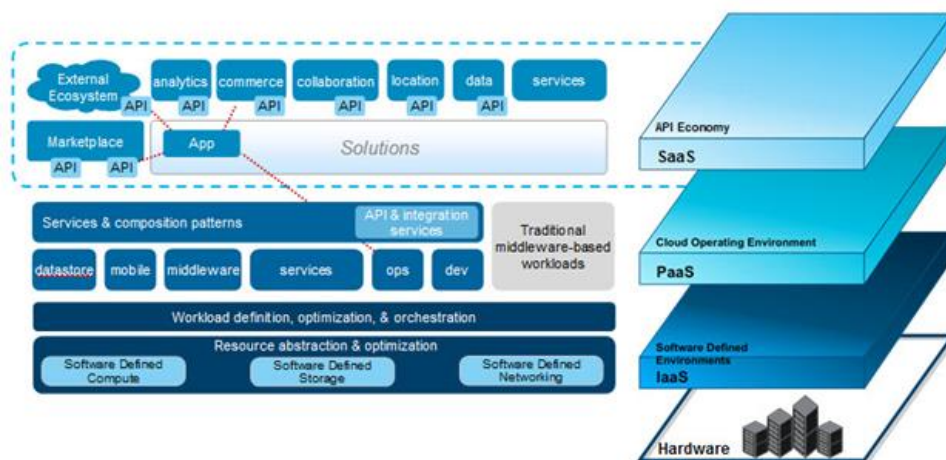 External
Ecosystem
API
analytics
API
commerce
API
collaboration
API
location
API
data
API
services
Marketplace
API
API
App
Solutions
API Economy
SaaS
Services & composition patterns
API & integration
services
Traditional
middleware-based
workloads
datastore
mobile
middleware
services
ops
dev
Cloud Operating Environment
PaaS
Workload definition, optimization, & orchestration
Resource abstraction & optimization
Software Defined
Compute
Software Defined
Storage
Software Defined
Networking
Software Defined
Environments
IaaS
Hardware